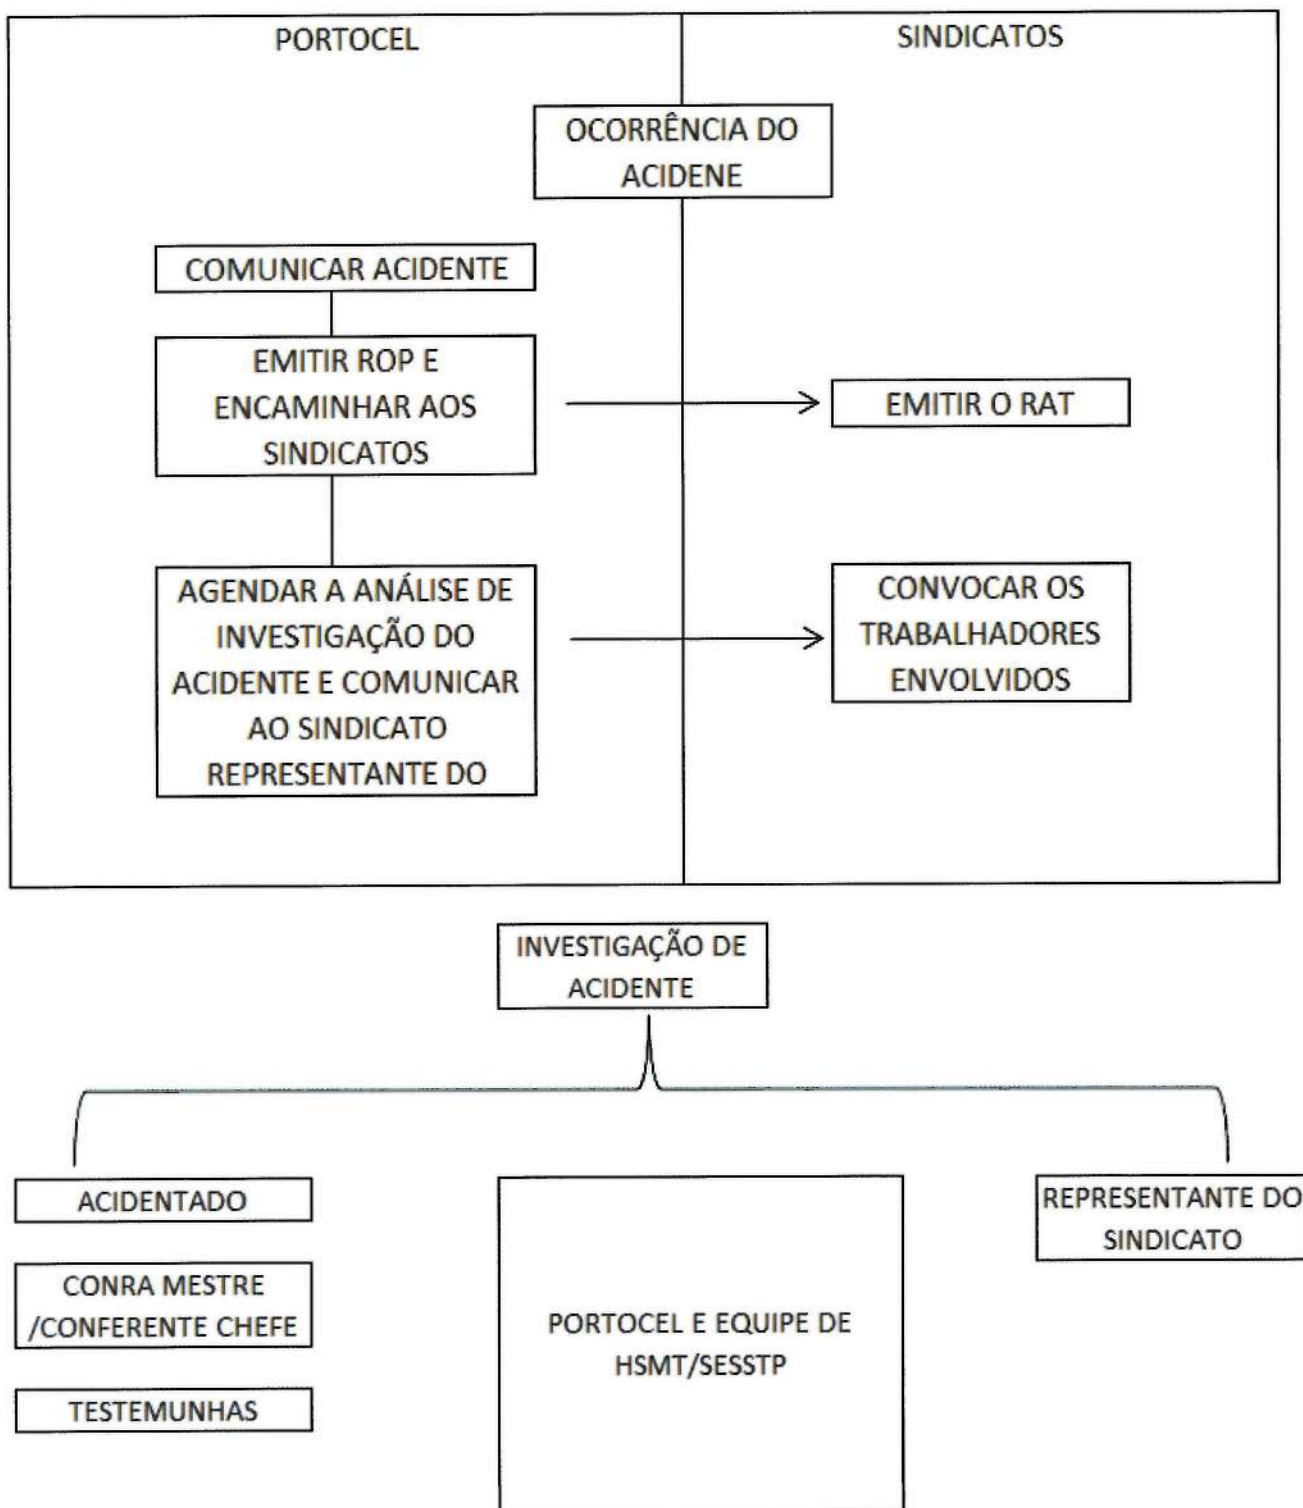 PORTOCEL
SINDICATOS
OCORRÊNCIA DO
ACIDENE
COMUNICAR ACIDENTE
EMITIR ROP E
ENCAMINHAR AOS
SINDICATOS
EMITIR O RAT
AGENDAR A ANÁLISE DE
INVESTIGAÇÃO DO
ACIDENTE E COMUNICAR
AO SINDICATO
REPRESENTANTE DO
CONVOCAR OS
TRABALHADORES
ENVOLVIDOS
INVESTIGAÇÃO DE
ACIDENTE
ACIDENTADO
CONRA MESTRE
/CONFERENTE CHEFE
TESTEMUNHAS
PORTOCEL E EQUIPE DE
HSMT/SESSTP
REPRESENTANTE DO
SINDICATO